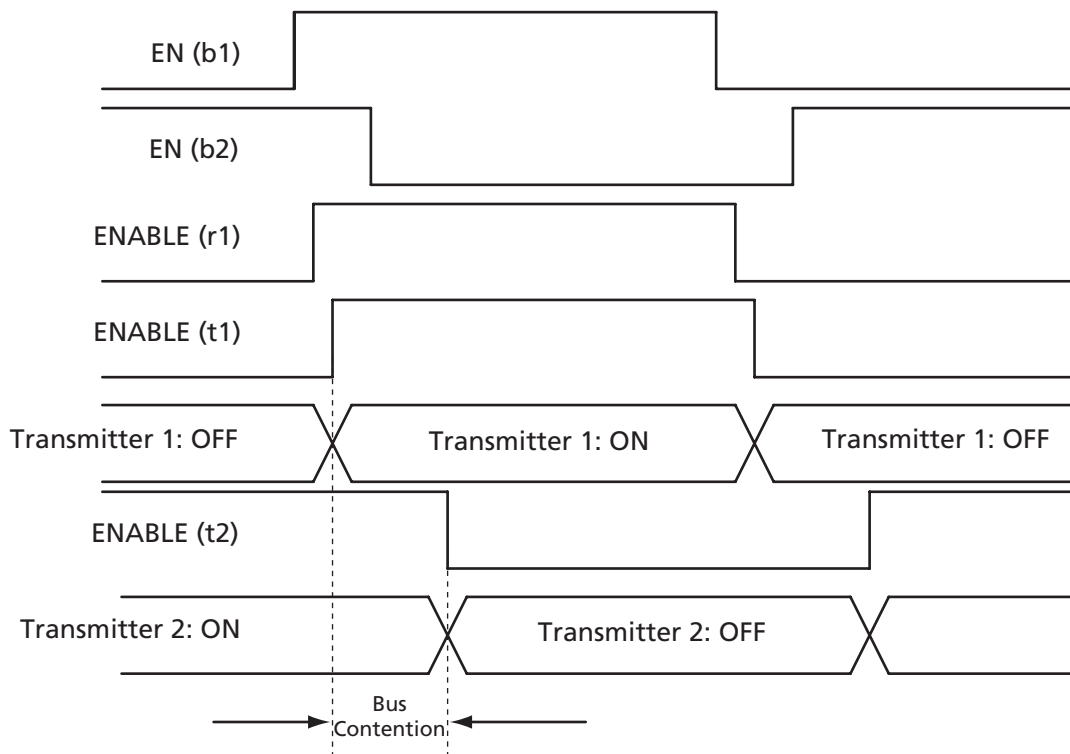 EN (b1)
EN (b2)
ENABLE (r1)
ENABLE (t1)
Transmitter 1: OFF
Transmitter 1: ON
Transmitter 1: OFF
ENABLE (t2)
Transmitter 2: ON
Transmitter 2: OFF
Bus
Contention